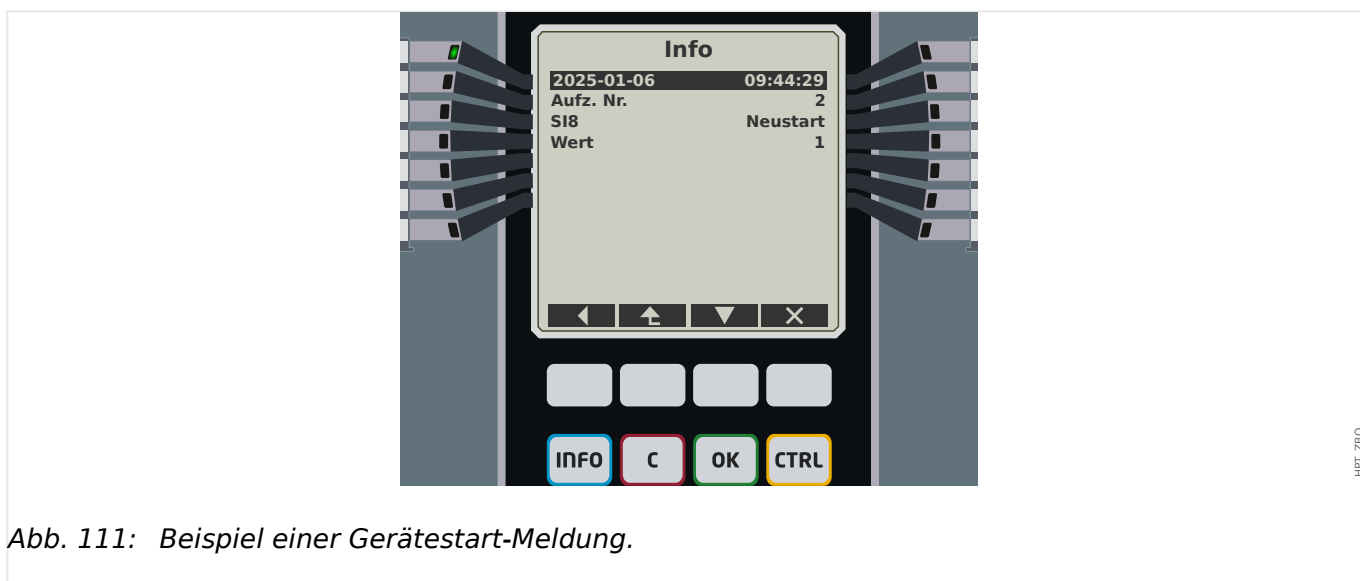 Info
2025-01-06 09:44:29
Aufz. Nr. 2
SI8 Neustart
Wert 1
INFO C OK CTRL
HPT_ZBO
Abb. 111: Beispiel einer Gerätestart-Meldung.